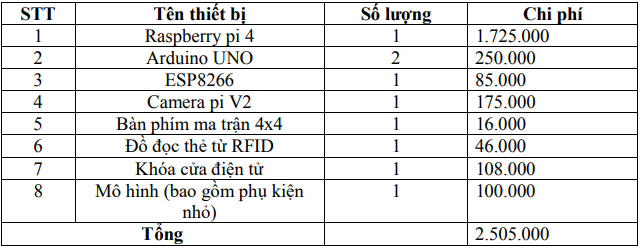 STT Tên thiết bị Số lượng Chi phí
1 Raspberry pi 4 1 1.725.000
2 Arduino UNO 2 250.000
3 ESP8266 1 85.000
4 Camera pi V2 1 175.000
5 Bàn phím ma trận 4x4 1 16.000
6 Đồ đọc thẻ từ RFID 1 46.000
7 Khóa cửa điện tử 1 108.000
8 Mô hình (bao gồm phụ kiện 1 100.000
nhỏ)
Tổng 2.505.000